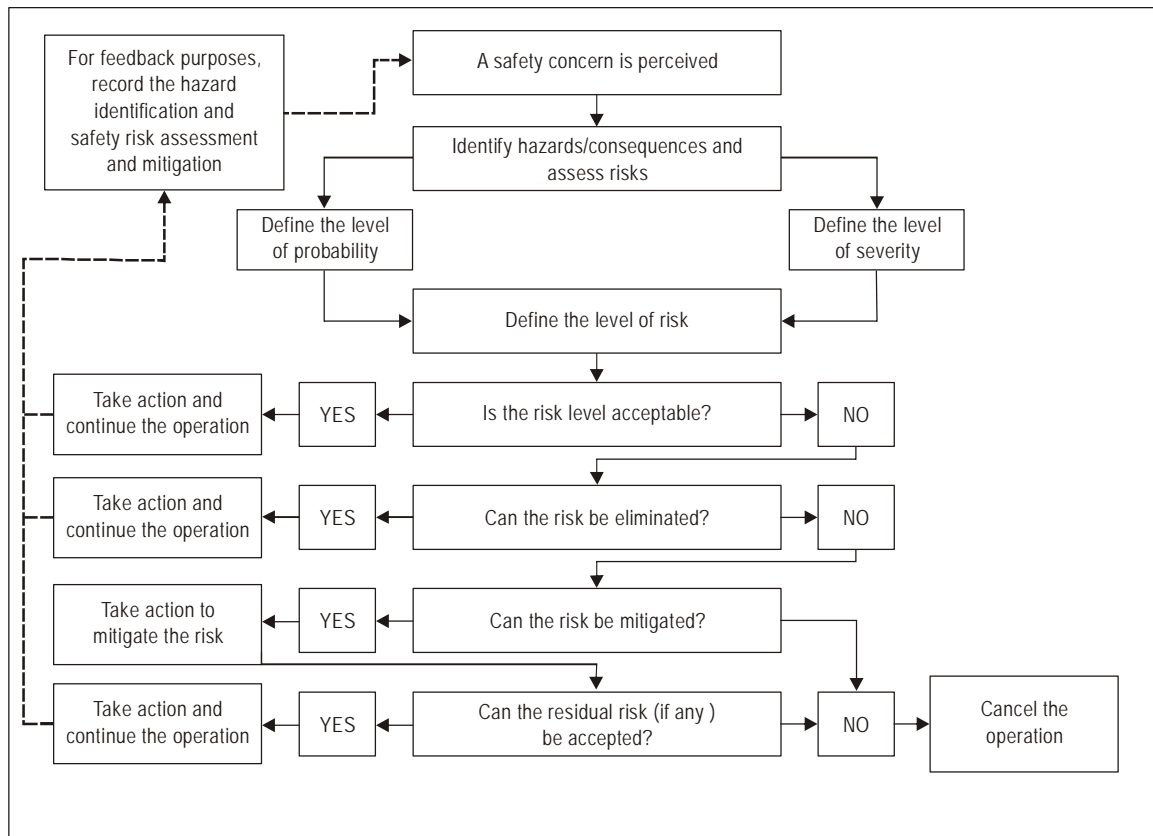 For feedback purposes,
record the hazard
identification and
safety risk assessment
and mitigation
A safety concern is perceived
Identify hazards/consequences and
assess risks
Define the level
of probability
Define the level
of severity
Define the level of risk
Take action and
continue the operation
YES
Is the risk level acceptable?
NO
Take action and
continue the operation
YES
Can the risk be eliminated?
NO
Take action to
mitigate the risk
YES
Can the risk be mitigated?
Take action and
continue the operation
YES
Can the residual risk (if any )
be accepted?
NO
Cancel the
operation